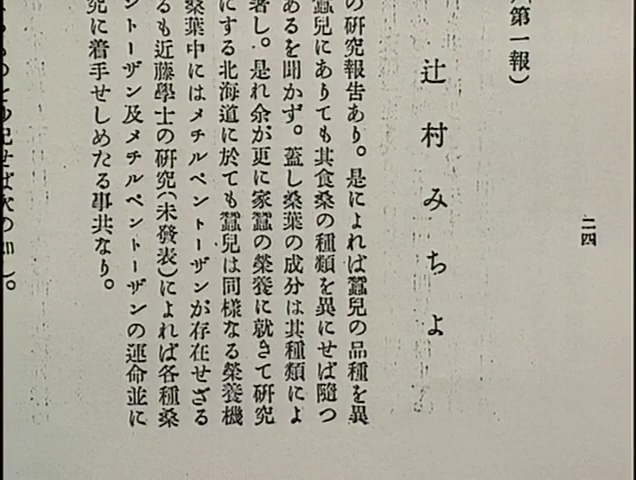 第一報）
二四
辻村みちよ
の研究報告あり。是によれば蠶兒の品種を異
蠶兒にありても其食桑の種類を異にせば隨つ
あるを聞かず。蓋し桑葉の成分は其種類によ
著し。是れ余が更に家蠶の榮養に就きて研究
にする北海道に於ても蠶兒は同樣なる榮養機
桑葉中にはメチルペントーザンが存在せざる
るも近藤學士の研究（未發表）によれば各種桑
ントーザン及メチルペントーザンの運命並に
究に着手せしめたる事共なり。
記せば次の如し。